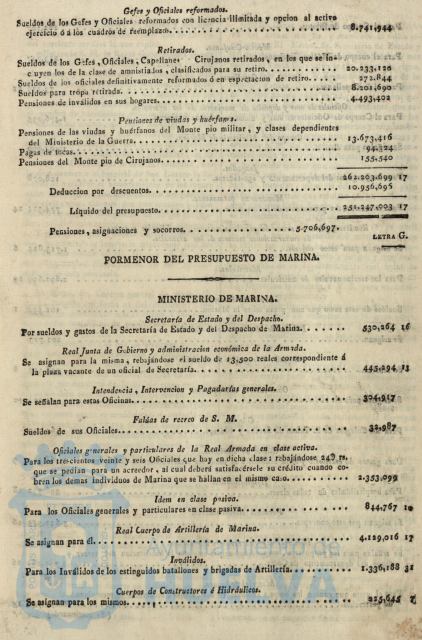 Gefes y Oficiales reformados.
Sueldos de los Gefes y Oficiales reformados con licencia ilimitada y opcion al activo
ejercicio ó á los cuadros de reemplazo. 8.741,944
Retirados.
Sueldos de los Gefes, Oficiales, Capellanes Cirojanos retirados, en los que se in-
cluyen los de la clase de amnistiados, clasificados para su retiro. 20.233,126
Sueldos de los oficiales definitivamente reformados ó en espectacion de retiro. 272.844
Sueldos para tropa retirada. 8.201,690
Pensiones de inválidos en sus hogares. 4.493,402
Pensiones de viudas y huérfanos.
Pensiones de las viudas y huérfanos del Monte pio militar, y clases dependientes
del Ministerio de la Guerra. 13.673,416
Pagas de tocas. 94,324
Pensiones del Monte pio de Cirojanos. 155,540
262.203,699 17
Deduccion por descuentos. 10.956,696
Líquido del presupuesto. 251.247,003 17
Pensiones, asignaciones y socorros. 5.706,697.
LETRA G.
PORMENOR DEL PRESUPUESTO DE MARINA.
MINISTERIO DE MARINA.
Secretaría de Estado y del Despacho.
Por sueldos y gastos de la Secretaría de Estado y del Despacho de Marina. 530,264 16
Real Junta de Gobierno y administracion económica de la Armada.
Se asignan para la misma, rebajándose el sueldo de 13,500 reales correspondiente á
la plaza vacante de un oficial de Secretaría. 445,294 13
Intendencia, Intervencion y Pagadurías generales.
Se señalan para estas Oficinas. 304,917
Falúas de recreo de S. M.
Sueldos de sus Oficiales. 32,987
Oficiales generales y particulares de la Real Armada en clase activa.
Para los trescientos veinte y seis Oficiales que hay en dicha clase; rebajándose 24⁰ rs.
que se pedian para un acredor, al cual deberá satisfacérsele su crédito cuando co-
bren los demas individuos de Marina que se hallan en el mismo caso. 2.353,099
Idem en clase pasiva.
Para los Oficiales generales y particulares en clase pasiva. 844,767 10
Real Cuerpo de Artillería de Marina.
Se asignan para él. 4.129,016 17
Inválidos.
Para los Inválidos de los estinguidos batallones y brigadas de Artillería. 1.336,188 31
Cuerpos de Constructores é Hidráulicos.
Se asignan para los mismos. 225,645 7
Ayuntamiento de
HUELVA